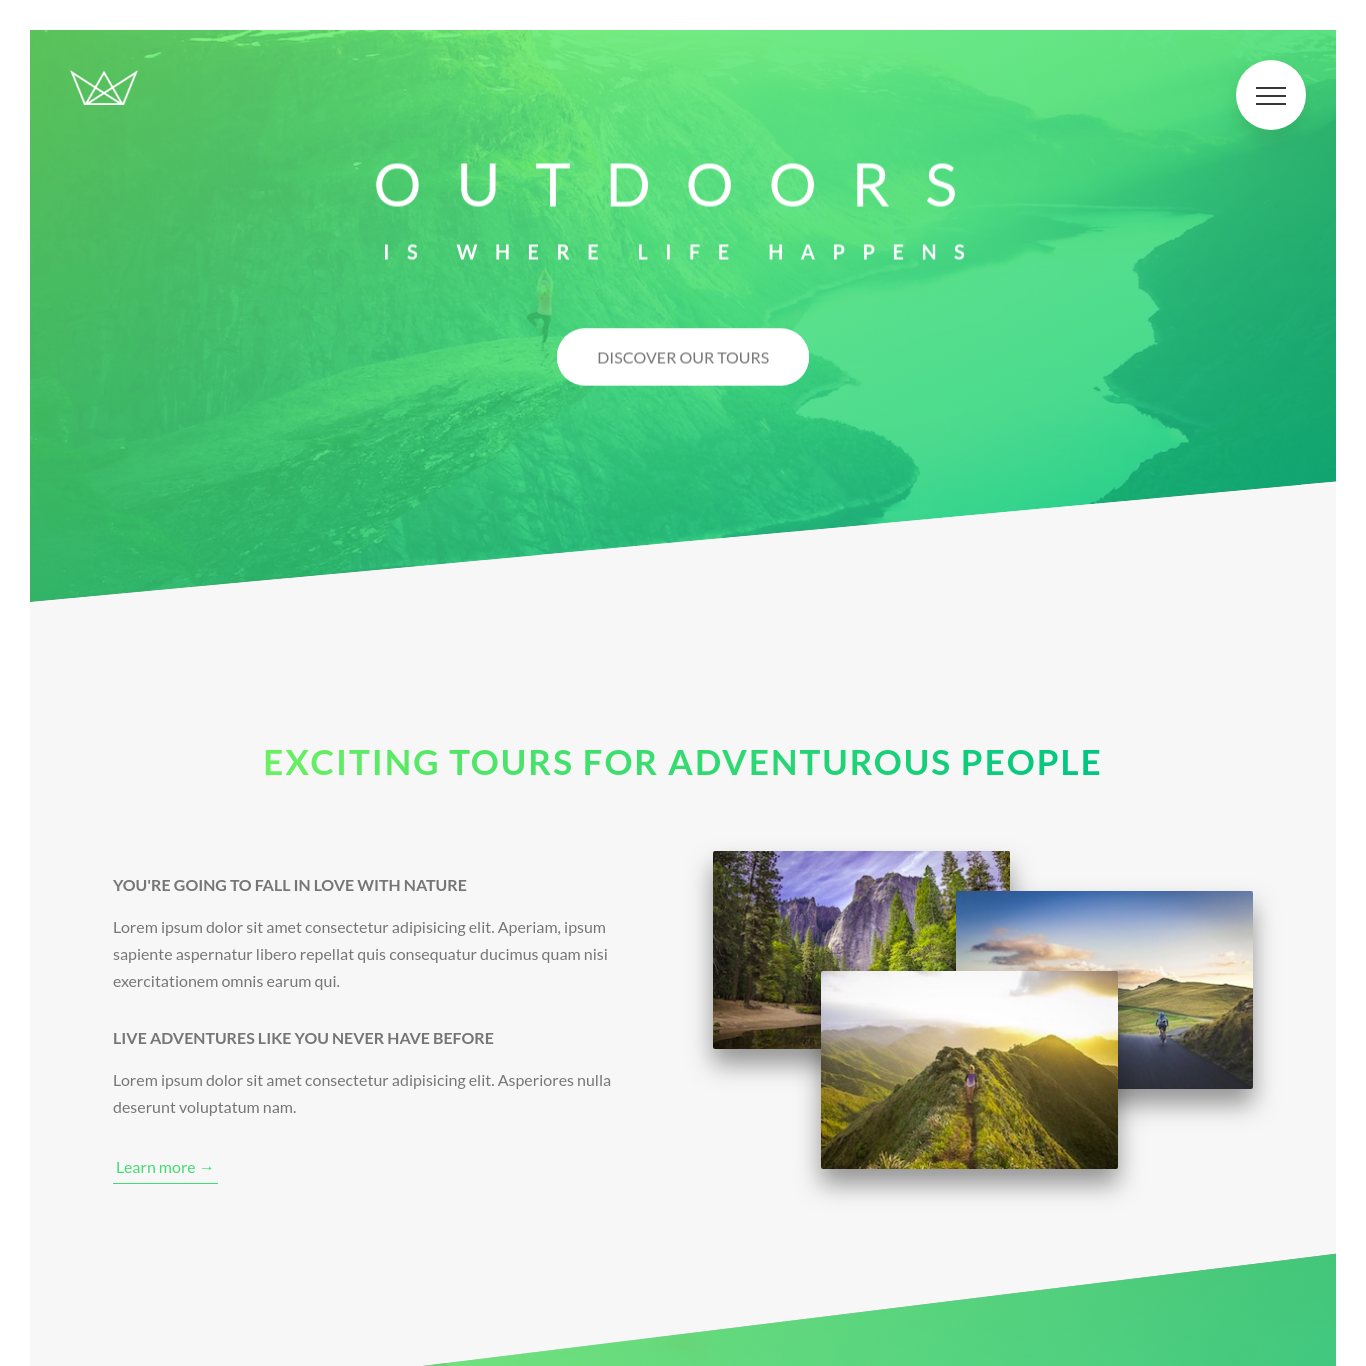 OUTDOORS
IS WHERE LIFE HAPPENS
DISCOVER OUR TOURS
EXCITING TOURS FOR ADVENTUROUS PEOPLE
YOU'RE GOING TO FALL IN LOVE WITH NATURE
Lorem ipsum dolor sit amet consectetur adipisicing elit. Aperiam, ipsum
sapiente aspernatur libero repellat quis consequatur ducimus quam nisi
exercitationem omnis earum qui.
LIVE ADVENTURES LIKE YOU NEVER HAVE BEFORE
Lorem ipsum dolor sit amet consectetur adipisicing elit. Asperiores nulla
deserunt voluptatum nam.
Learn more →